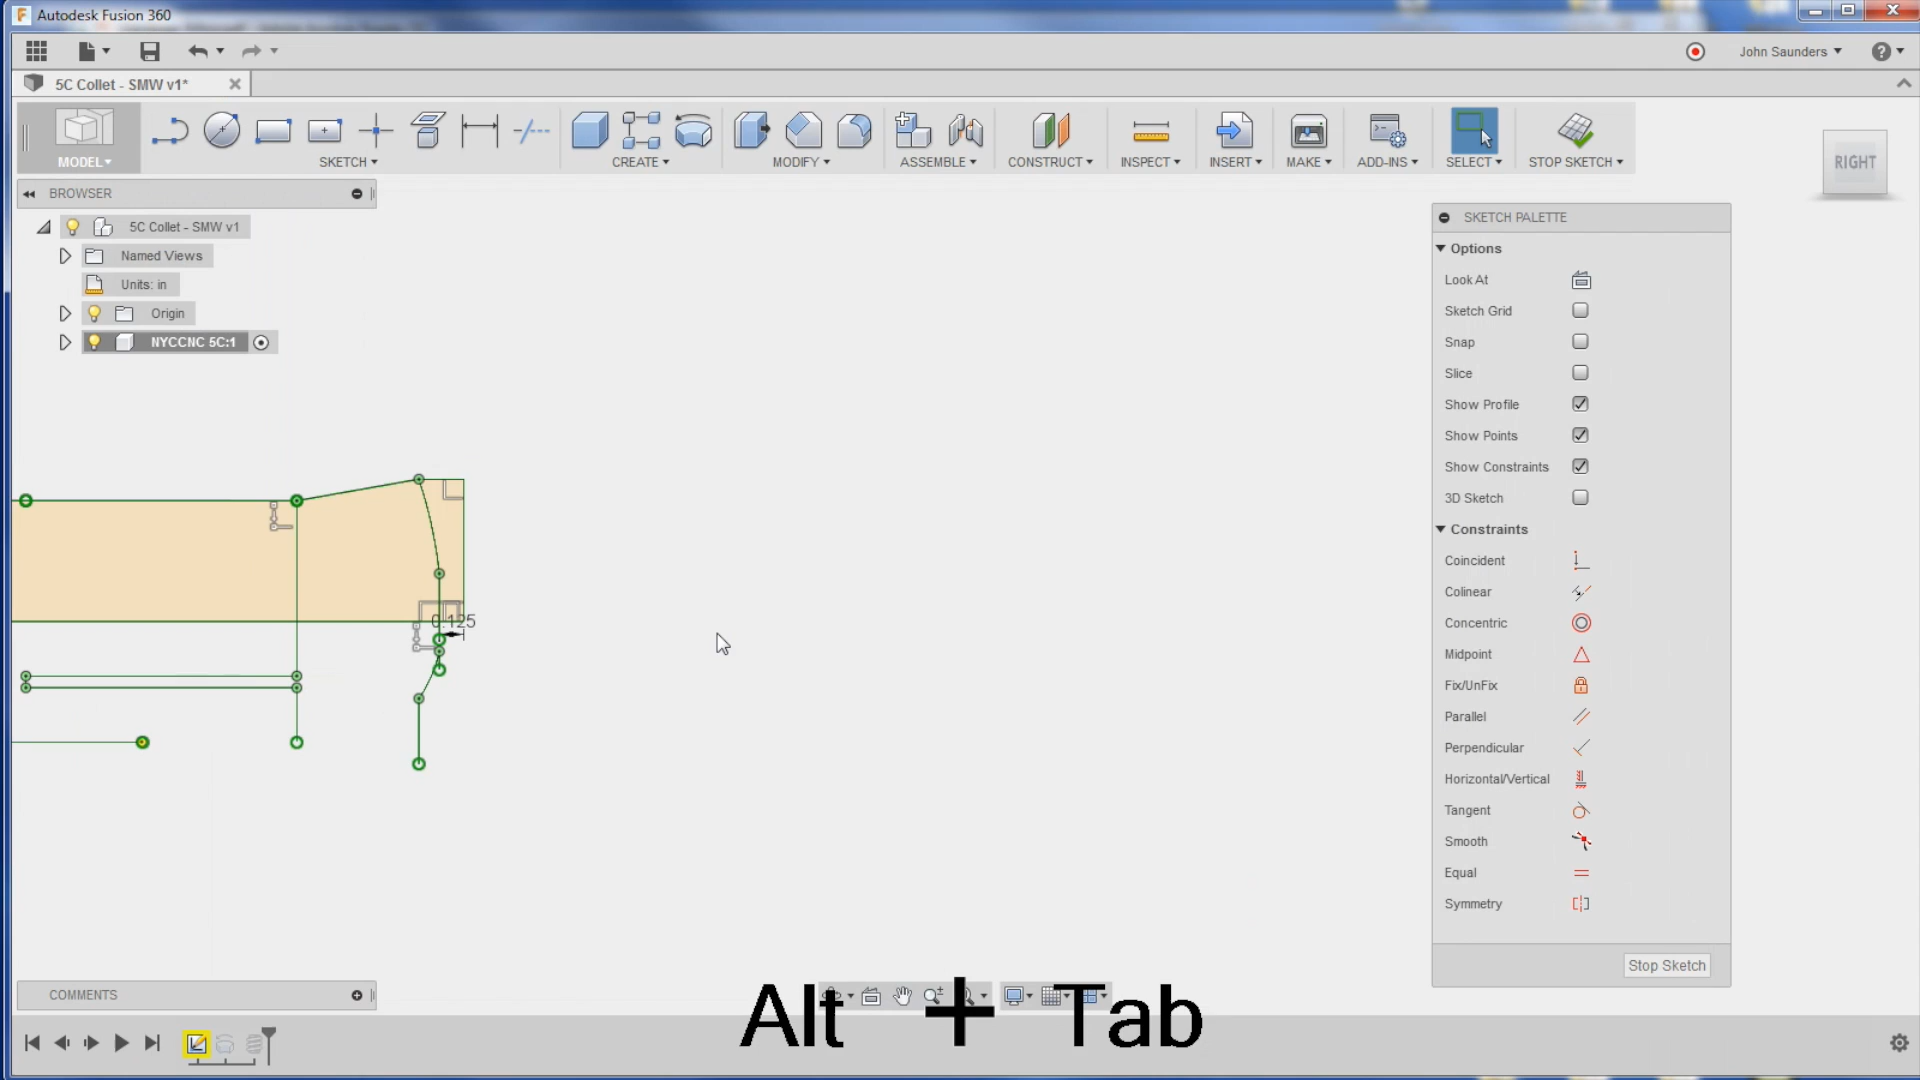 Autodesk Fusion 360
John Saunders
5C Collet - SMW v1*
MODEL
SKETCH
CREATE
MODIFY
ASSEMBLE
CONSTRUCT
INSPECT
INSERT
MAKE
ADD-INS
SELECT
STOP SKETCH
RIGHT
BROWSER
5C Collet - SMW v1
Named Views
Units: in
Origin
NYCCNC 5C:1
SKETCH PALETTE
Options
Look At
Sketch Grid
Snap
Slice
Show Profile
Show Points
Show Constraints
3D Sketch
Constraints
Coincident
Colinear
Concentric
Midpoint
Fix/UnFix
Parallel
Perpendicular
Horizontal/Vertical
Tangent
Smooth
Equal
Symmetry
Stop Sketch
0.125
COMMENTS
Alt + Tab